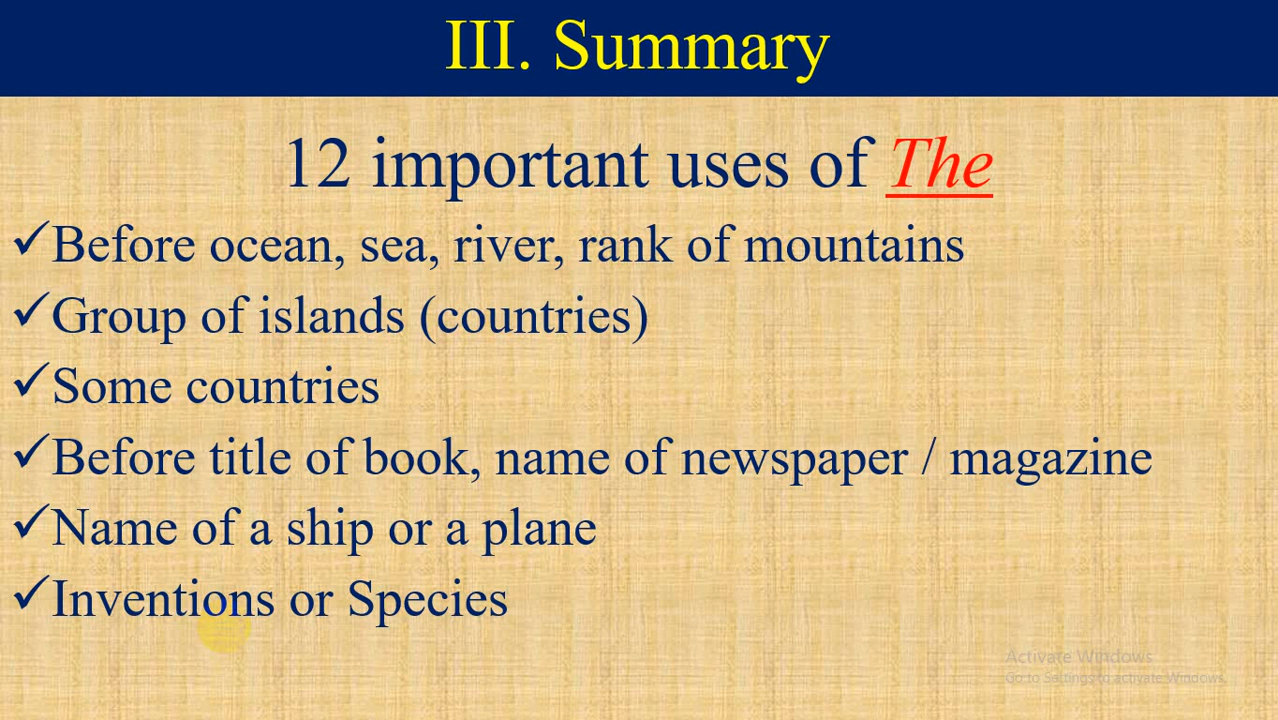 III. Summary
12 important uses of The
✓Before ocean, sea, river, rank of mountains
✓Group of islands (countries)
✓Some countries
✓Before title of book, name of newspaper / magazine
✓Name of a ship or a plane
✓Inventions or Species
Activate Windows
Go to Settings to activate Windows.